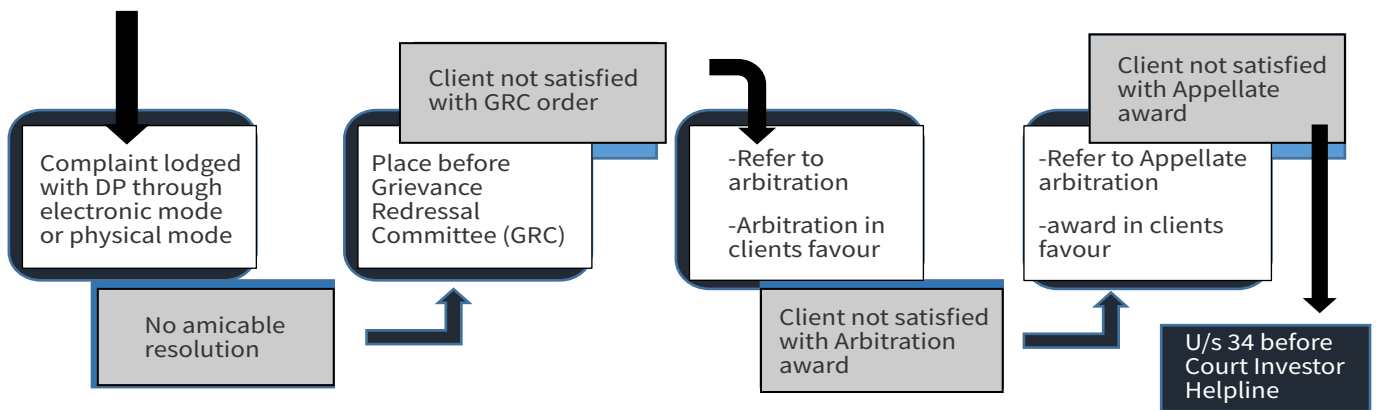 Complaint lodged
with DP through
electronic mode
or physical mode
No amicable
resolution
Place before
Grievance
Redressal
Committee (GRC)
Client not satisfied
with GRC order
-Refer to
arbitration
-Arbitration in
clients favour
Client not satisfied
with Arbitration
award
-Refer to Appellate
arbitration
-award in clients
favour
Client not satisfied
with Appellate
award
U/s 34 before
Court Investor
Helpline